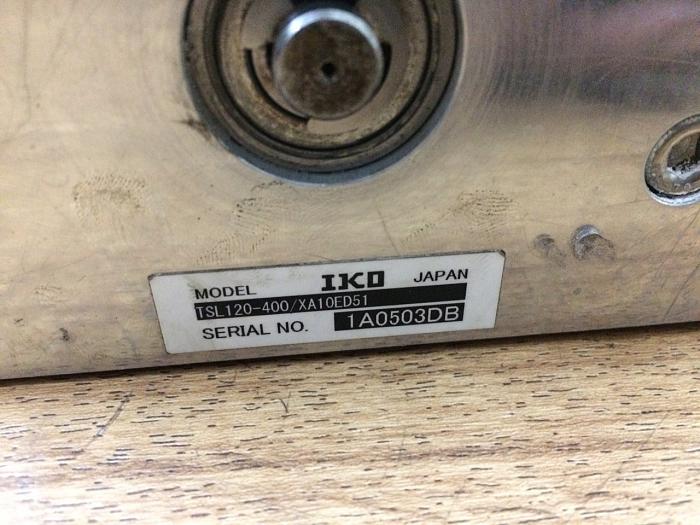 MODEL IKO JAPAN
TSL120-400/XA10ED51
SERIAL NO. 1A0503DB